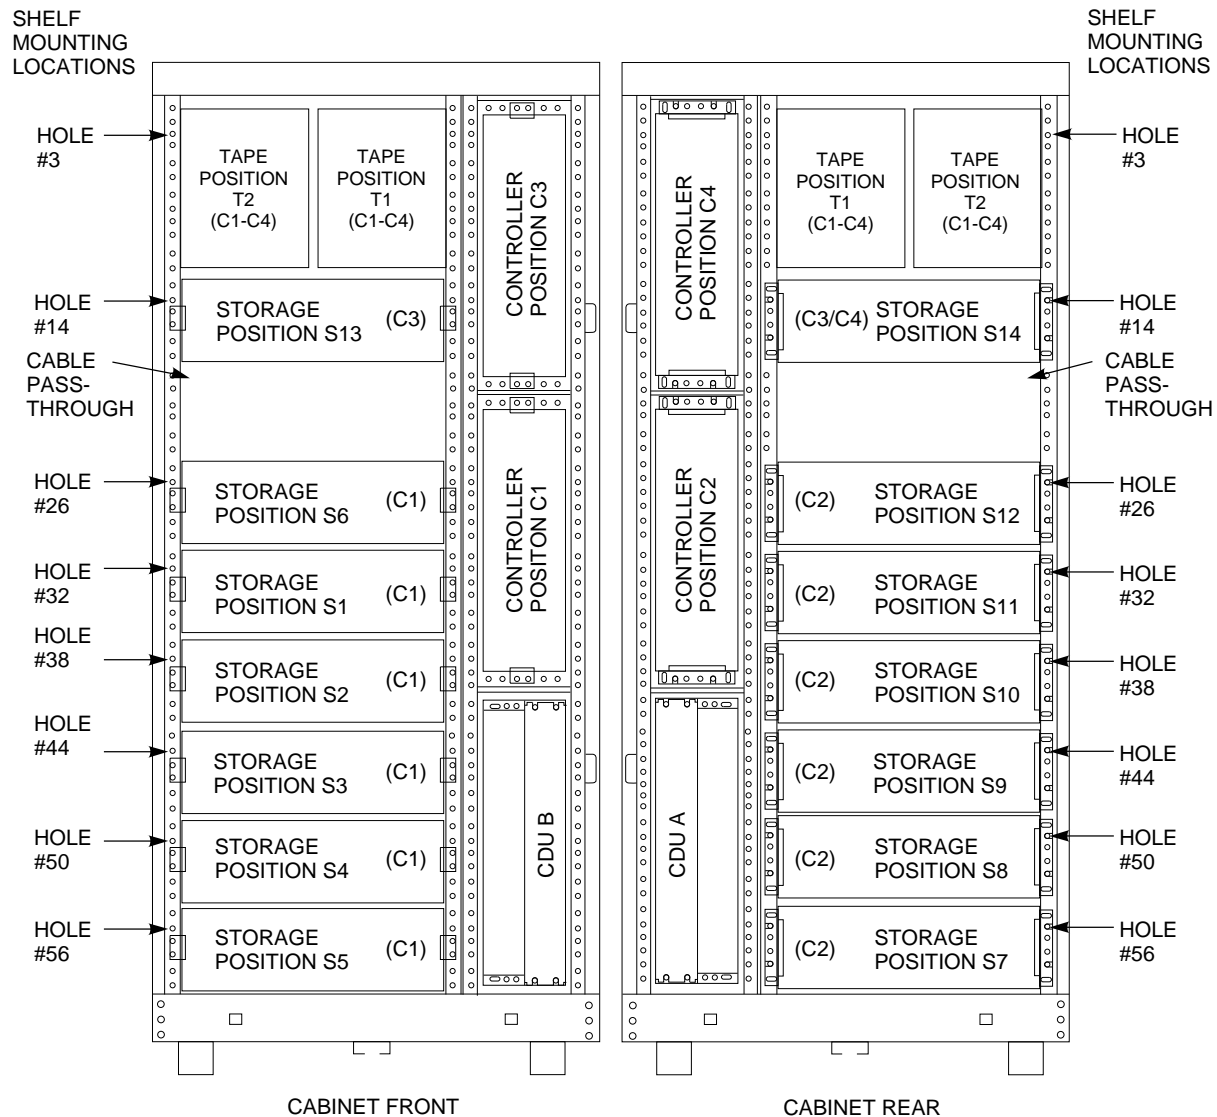 SHELF
MOUNTING
LOCATIONS
SHELF
MOUNTING
LOCATIONS
HOLE
#3
TAPE
POSITION
T2
(C1-C4)
TAPE
POSITION
T1
(C1-C4)
CONTROLLER
POSITION C3
CONTROLLER
POSITION C4
TAPE
POSITION
T1
(C1-C4)
TAPE
POSITION
T2
(C1-C4)
HOLE
#3
HOLE
#14
STORAGE
POSITION S13
(C3)
(C3/C4)
STORAGE
POSITION S14
HOLE
#14
CABLE
PASS-
THROUGH
CABLE
PASS-
THROUGH
HOLE
#26
STORAGE
POSITION S6
(C1)
CONTROLLER
POSITON C1
CONTROLLER
POSITION C2
(C2)
STORAGE
POSITION S12
HOLE
#26
HOLE
#32
STORAGE
POSITION S1
(C1)
(C2)
STORAGE
POSITION S11
HOLE
#32
HOLE
#38
STORAGE
POSITION S2
(C1)
(C2)
STORAGE
POSITION S10
HOLE
#38
HOLE
#44
STORAGE
POSITION S3
(C1)
CDU B
CDU A
(C2)
STORAGE
POSITION S9
HOLE
#44
HOLE
#50
STORAGE
POSITION S4
(C1)
(C2)
STORAGE
POSITION S8
HOLE
#50
HOLE
#56
STORAGE
POSITION S5
(C1)
(C2)
STORAGE
POSITION S7
HOLE
#56
CABINET FRONT
CABINET REAR